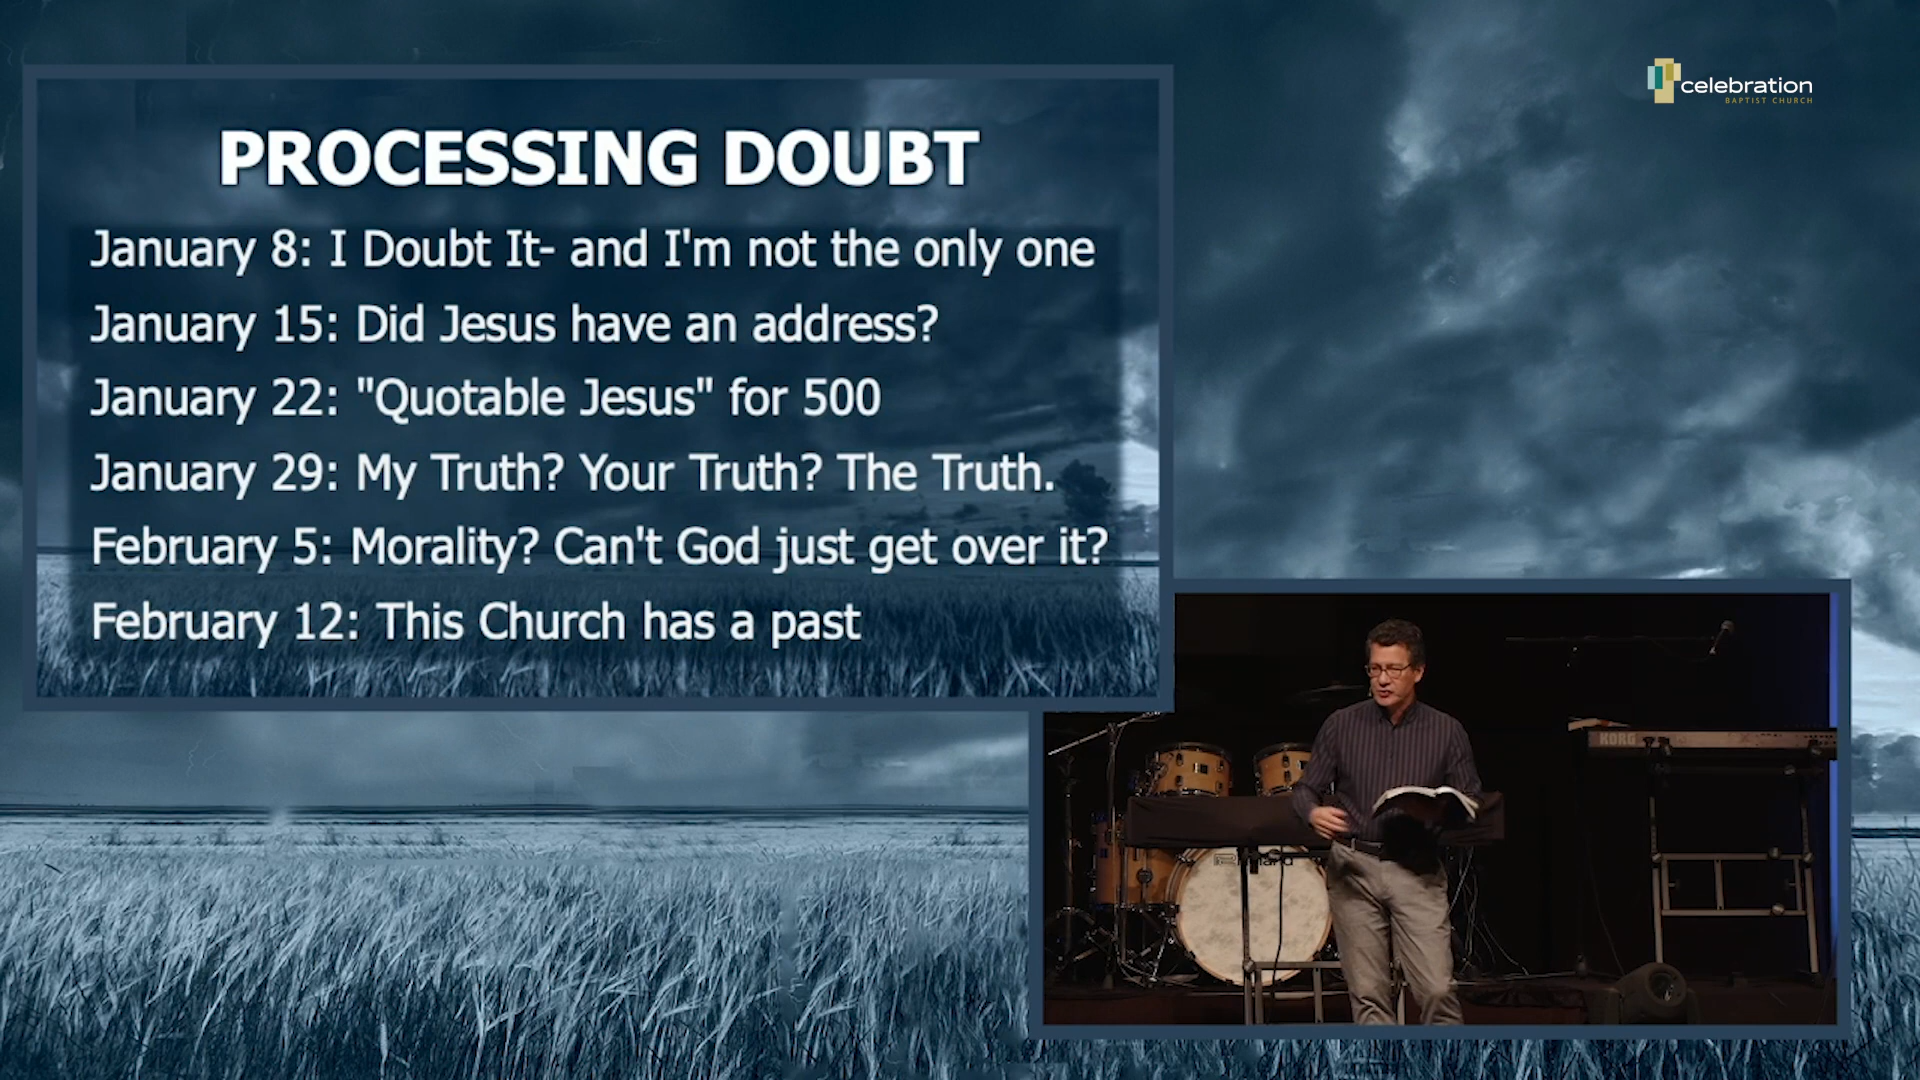 celebration
BAPTIST CHURCH
PROCESSING DOUBT
January 8: I Doubt It- and I'm not the only one
January 15: Did Jesus have an address?
January 22: "Quotable Jesus" for 500
January 29: My Truth? Your Truth? The Truth.
February 5: Morality? Can't God just get over it?
February 12: This Church has a past
KORG